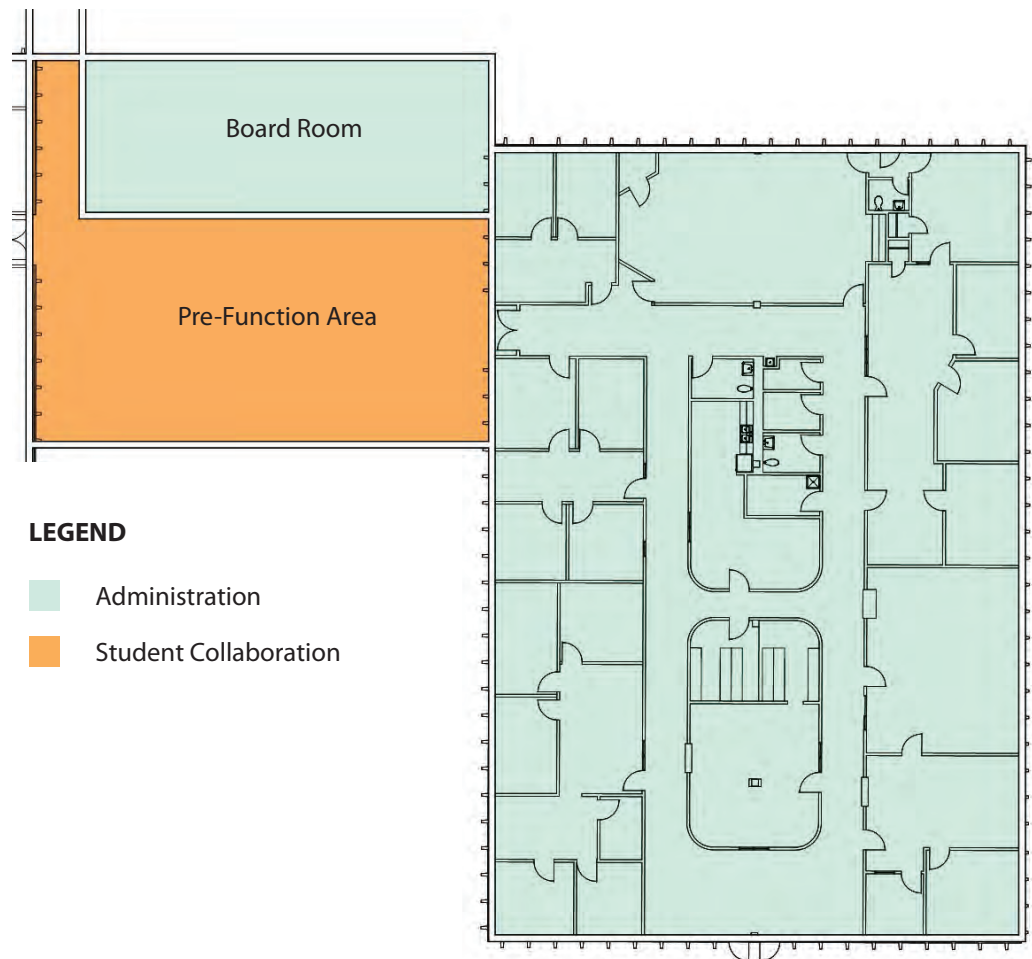 Board Room
Pre-Function Area
LEGEND
Administration
Student Collaboration